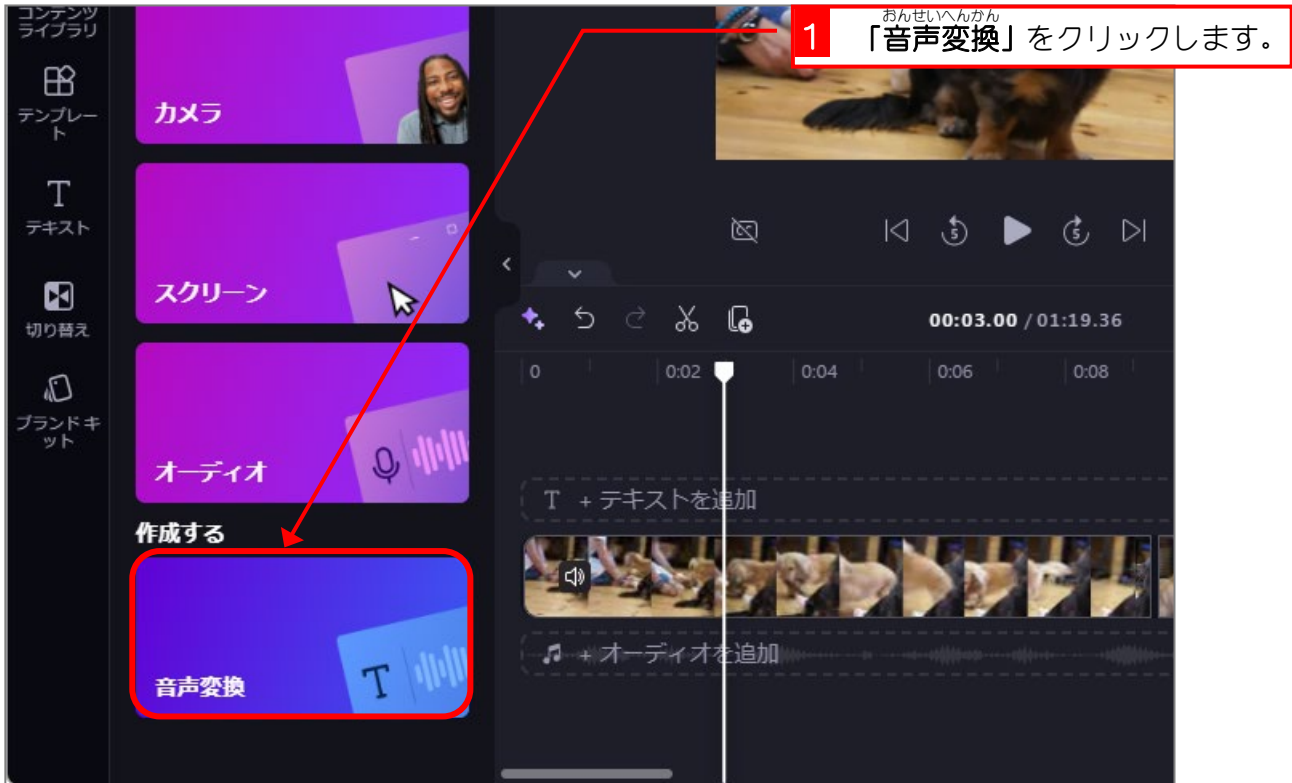 コンテンツ
ライブラリ
テンプレー
ト
テキスト
切り替え
ブランド キ
ット
カメラ
スクリーン
オーディオ
作成する
音声変換
T
1
おんせいへんかん
「音声変換」をクリックします。
5
5
00:03.00 / 01:19.36
0
0:02
0:04
0:06
0:08
T + テキストを追加
+ オーディオを追加